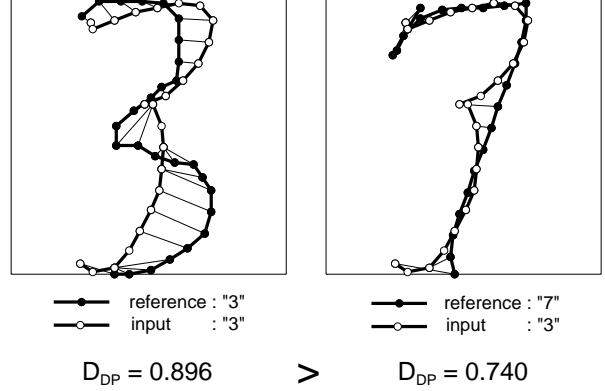 reference : "3"
input : "3"
reference : "7"
input : "3"
D_DP = 0.896 > D_DP = 0.740